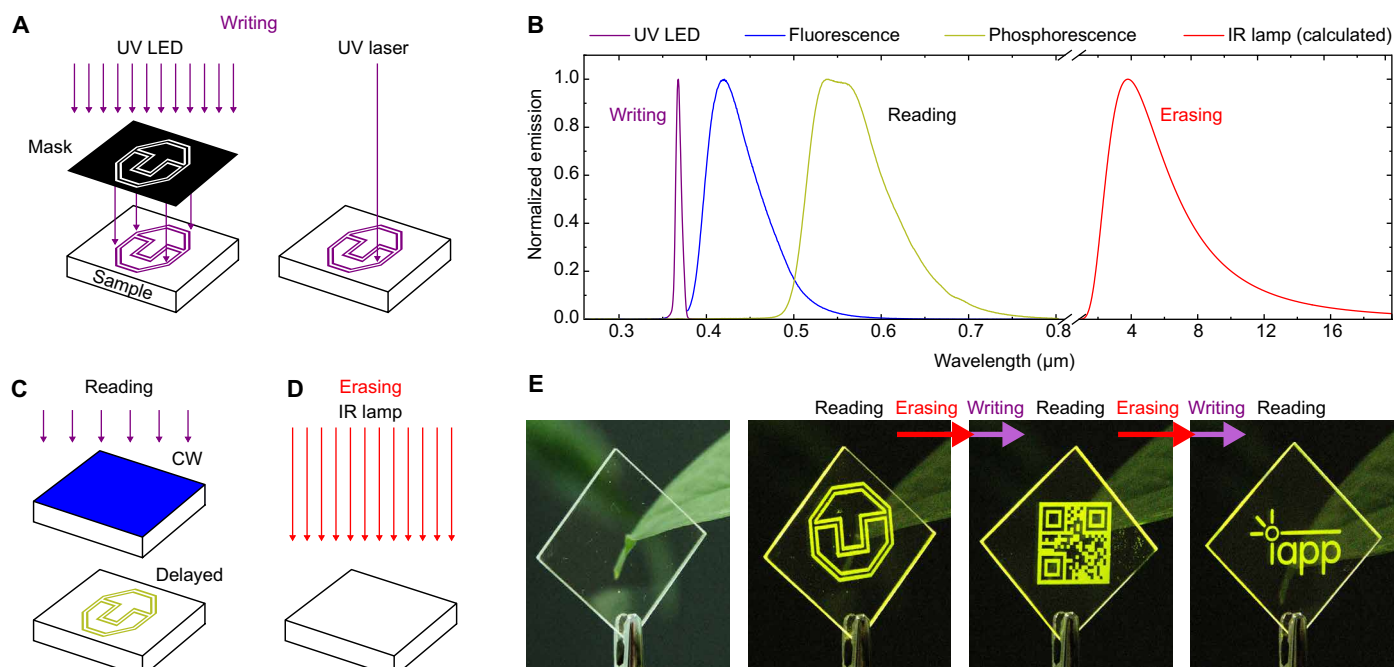 A
Writing
UV LED
UV laser
Mask
Sample
B
UV LED
Fluorescence
Phosphorescence
IR lamp (calculated)
Normalized emission
1.0
0.8
0.6
0.4
0.2
0.0
Writing
Reading
Erasing
0.3
0.4
0.5
0.6
0.7
0.8
4
8
12
16
Wavelength (µm)
C
Reading
CW
Delayed
D
Erasing
IR lamp
E
Reading
Erasing
Writing
Reading
Erasing
Writing
Reading
iapp